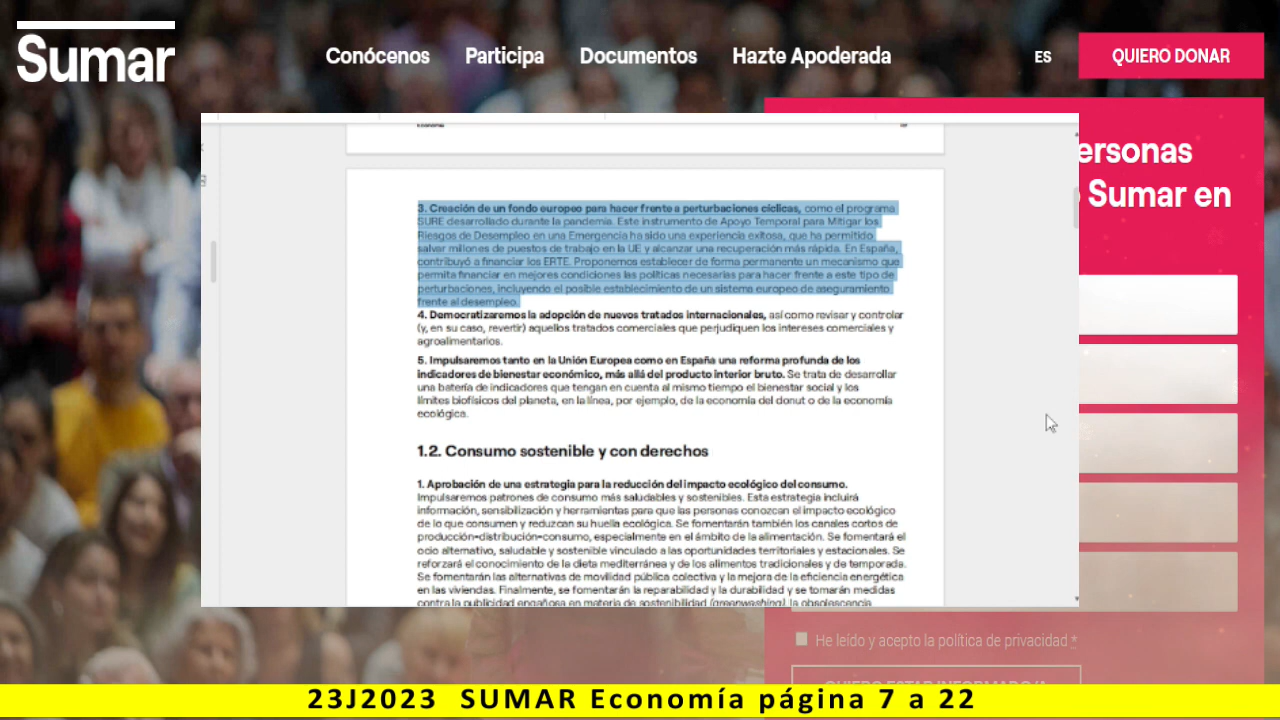 Sumar
Conócenos Participa Documentos Hazte Apoderada ES QUIERO DONAR
ersonas
Sumar en
3. Creación de un fondo europeo para hacer frente a perturbaciones cíclicas, como el programa
SURE desarrollado durante la pandemia. Este instrumento de Apoyo Temporal para Mitigar los
Riesgos de Desempleo en una Emergencia ha sido una experiencia exitosa, que ha permitido
salvar millones de puestos de trabajo en la UE y alcanzar una recuperación más rápida. En España,
contribuyó a financiar los ERTE. Proponemos establecer de forma permanente un mecanismo que
permita financiar en mejores condiciones las políticas necesarias para hacer frente a este tipo de
perturbaciones, incluyendo el posible establecimiento de un sistema europeo de aseguramiento
frente al desempleo.
4. Democratizaremos la adopción de nuevos tratados internacionales, así como revisar y controlar
(y, en su caso, revertir) aquellos tratados comerciales que perjudiquen los intereses comerciales y
agroalimentarios.
5. Impulsaremos tanto en la Unión Europea como en España una reforma profunda de los
indicadores de bienestar económico, más allá del producto interior bruto. Se trata de desarrollar
una batería de indicadores que tengan en cuenta al mismo tiempo el bienestar social y los
límites biofísicos del planeta, en la línea, por ejemplo, de la economía del donut o de la economía
ecológica.
1.2. Consumo sostenible y con derechos
1. Aprobación de una estrategia para la reducción del impacto ecológico del consumo.
Impulsaremos patrones de consumo más saludables y sostenibles. Esta estrategia incluirá
información, sensibilización y herramientas para que las personas conozcan el impacto ecológico
de lo que consumen y reduzcan su huella ecológica. Se fomentarán también los canales cortos de
producción-distribución-consumo, especialmente en el ámbito de la alimentación. Se fomentará el
ocio alternativo, saludable y sostenible vinculado a las oportunidades territoriales y estacionales. Se
reforzará el conocimiento de la dieta mediterránea y de los alimentos tradicionales y de temporada.
Se fomentarán las alternativas de movilidad pública colectiva y la mejora de la eficiencia energética
en las viviendas. Finalmente, se fomentarán la reparabilidad y la durabilidad y se tomarán medidas
contra la publicidad engañosa en materia de sostenibilidad (greenwashing), la obsolescencia
He leído y acepto la política de privacidad *
QUIERO ESTAR INFORMADO/A
23J2023 SUMAR Economía página 7 a 22